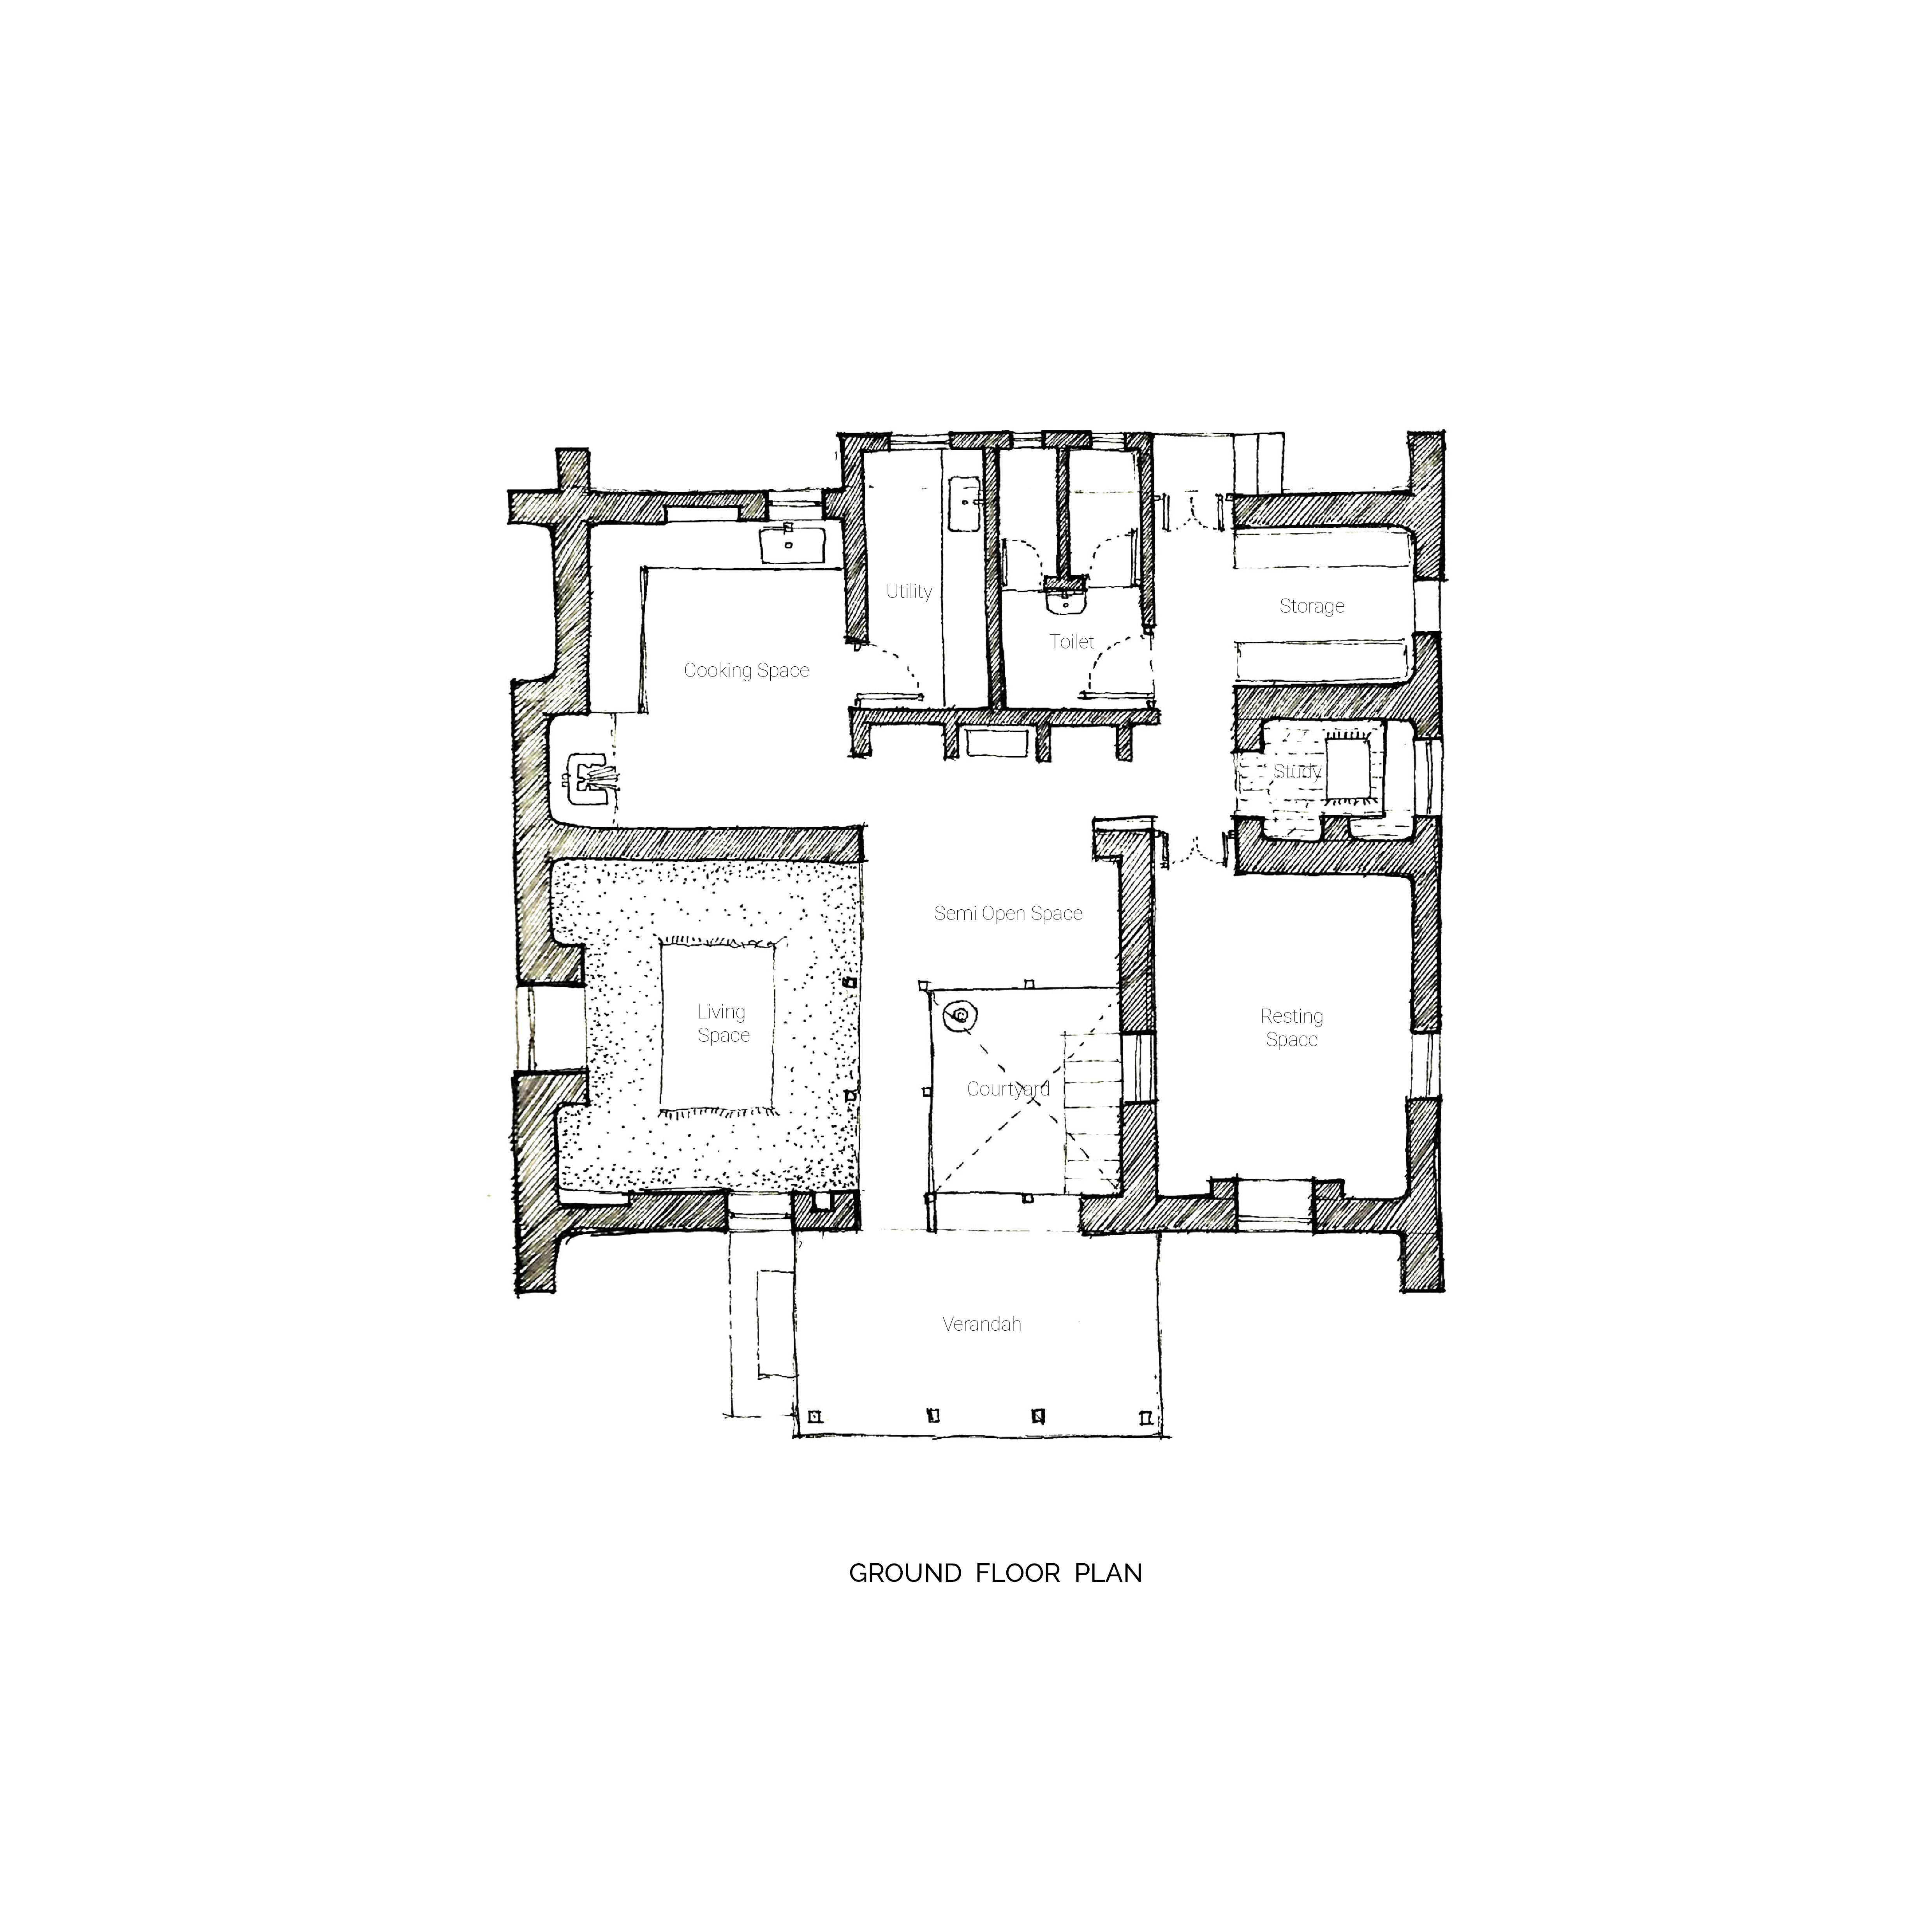 Utility
Storage
Toilet
Cooking Space
Study
Semi Open Space
Living
Space
Resting
Space
Courtyard
Verandah
GROUND FLOOR PLAN